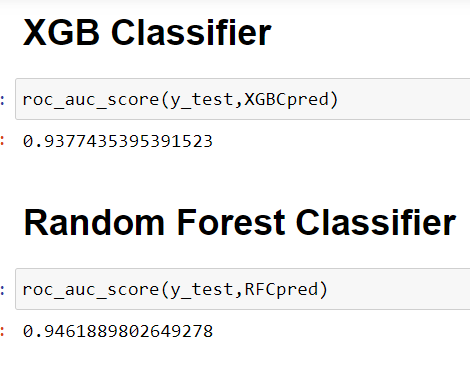 XGB Classifier
: roc_auc_score(y_test,XGBCpred)
: 0.9377435395391523
Random Forest Classifier
: roc_auc_score(y_test,RFCpred)
: 0.9461889802649278